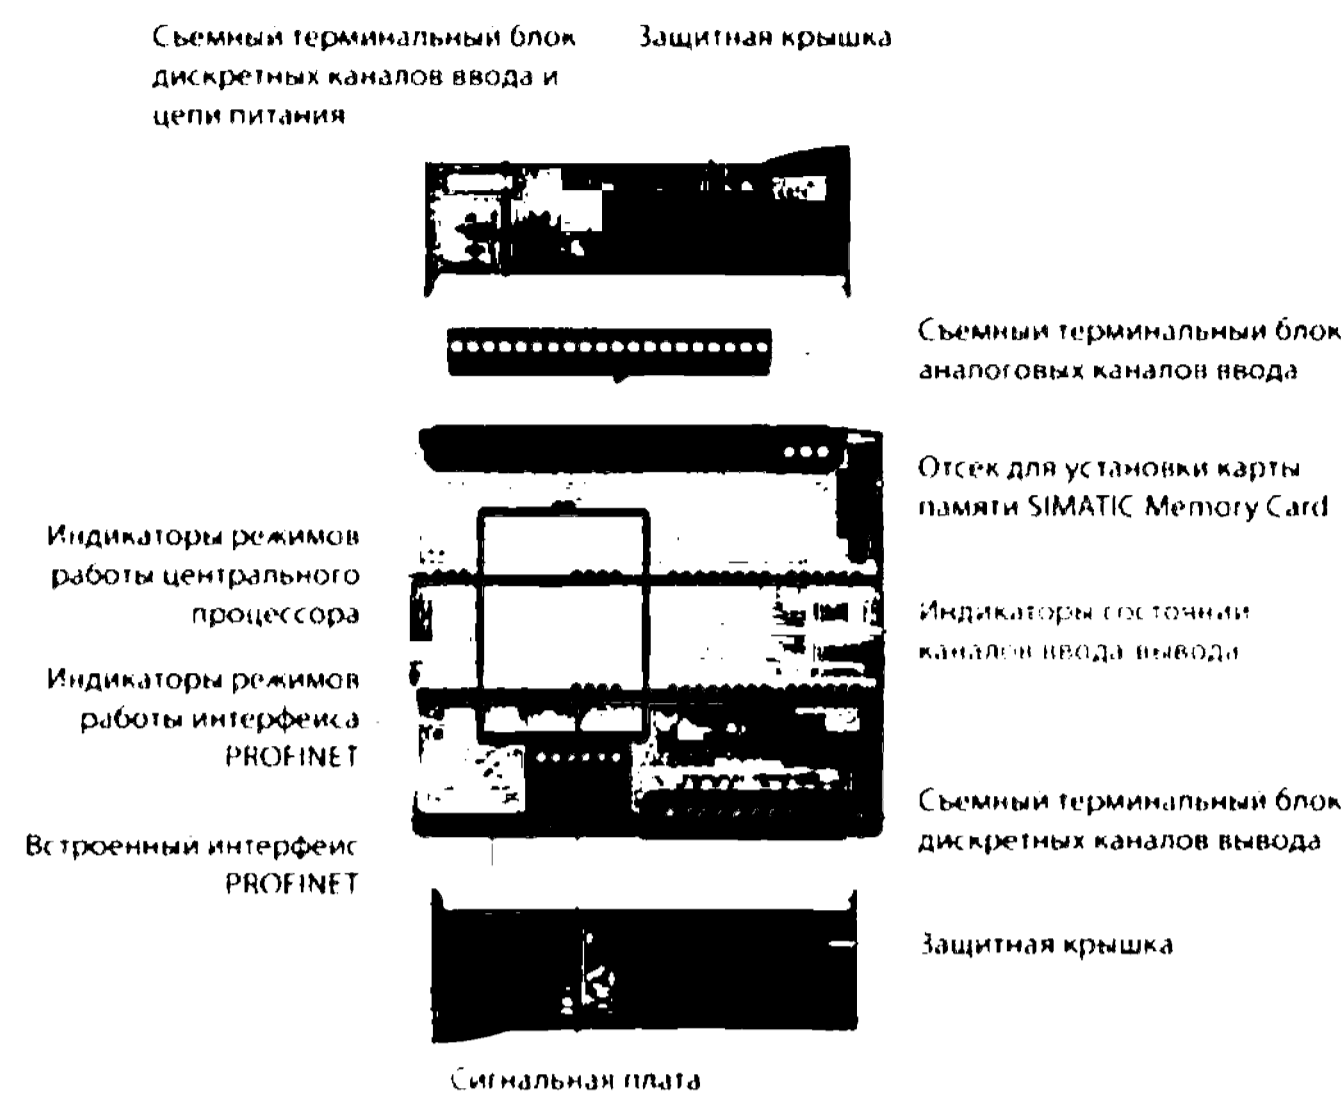 Съемный терминальный блок
дискретных каналов ввода и
цепи питания
Защитная крышка
Съемный терминальный блок
аналоговых каналов ввода
Отсек для установки карты
памяти SIMATIC Memory Card
Индикаторы режимов
работы центрального
процессора
Индикаторы состояний
каналов ввода вывода
Индикаторы режимов
работы интерфейса
PROFINET
Съемный терминальный блок
дискретных каналов вывода
Встроенный интерфейс
PROFINET
Защитная крышка
Сигнальная плата